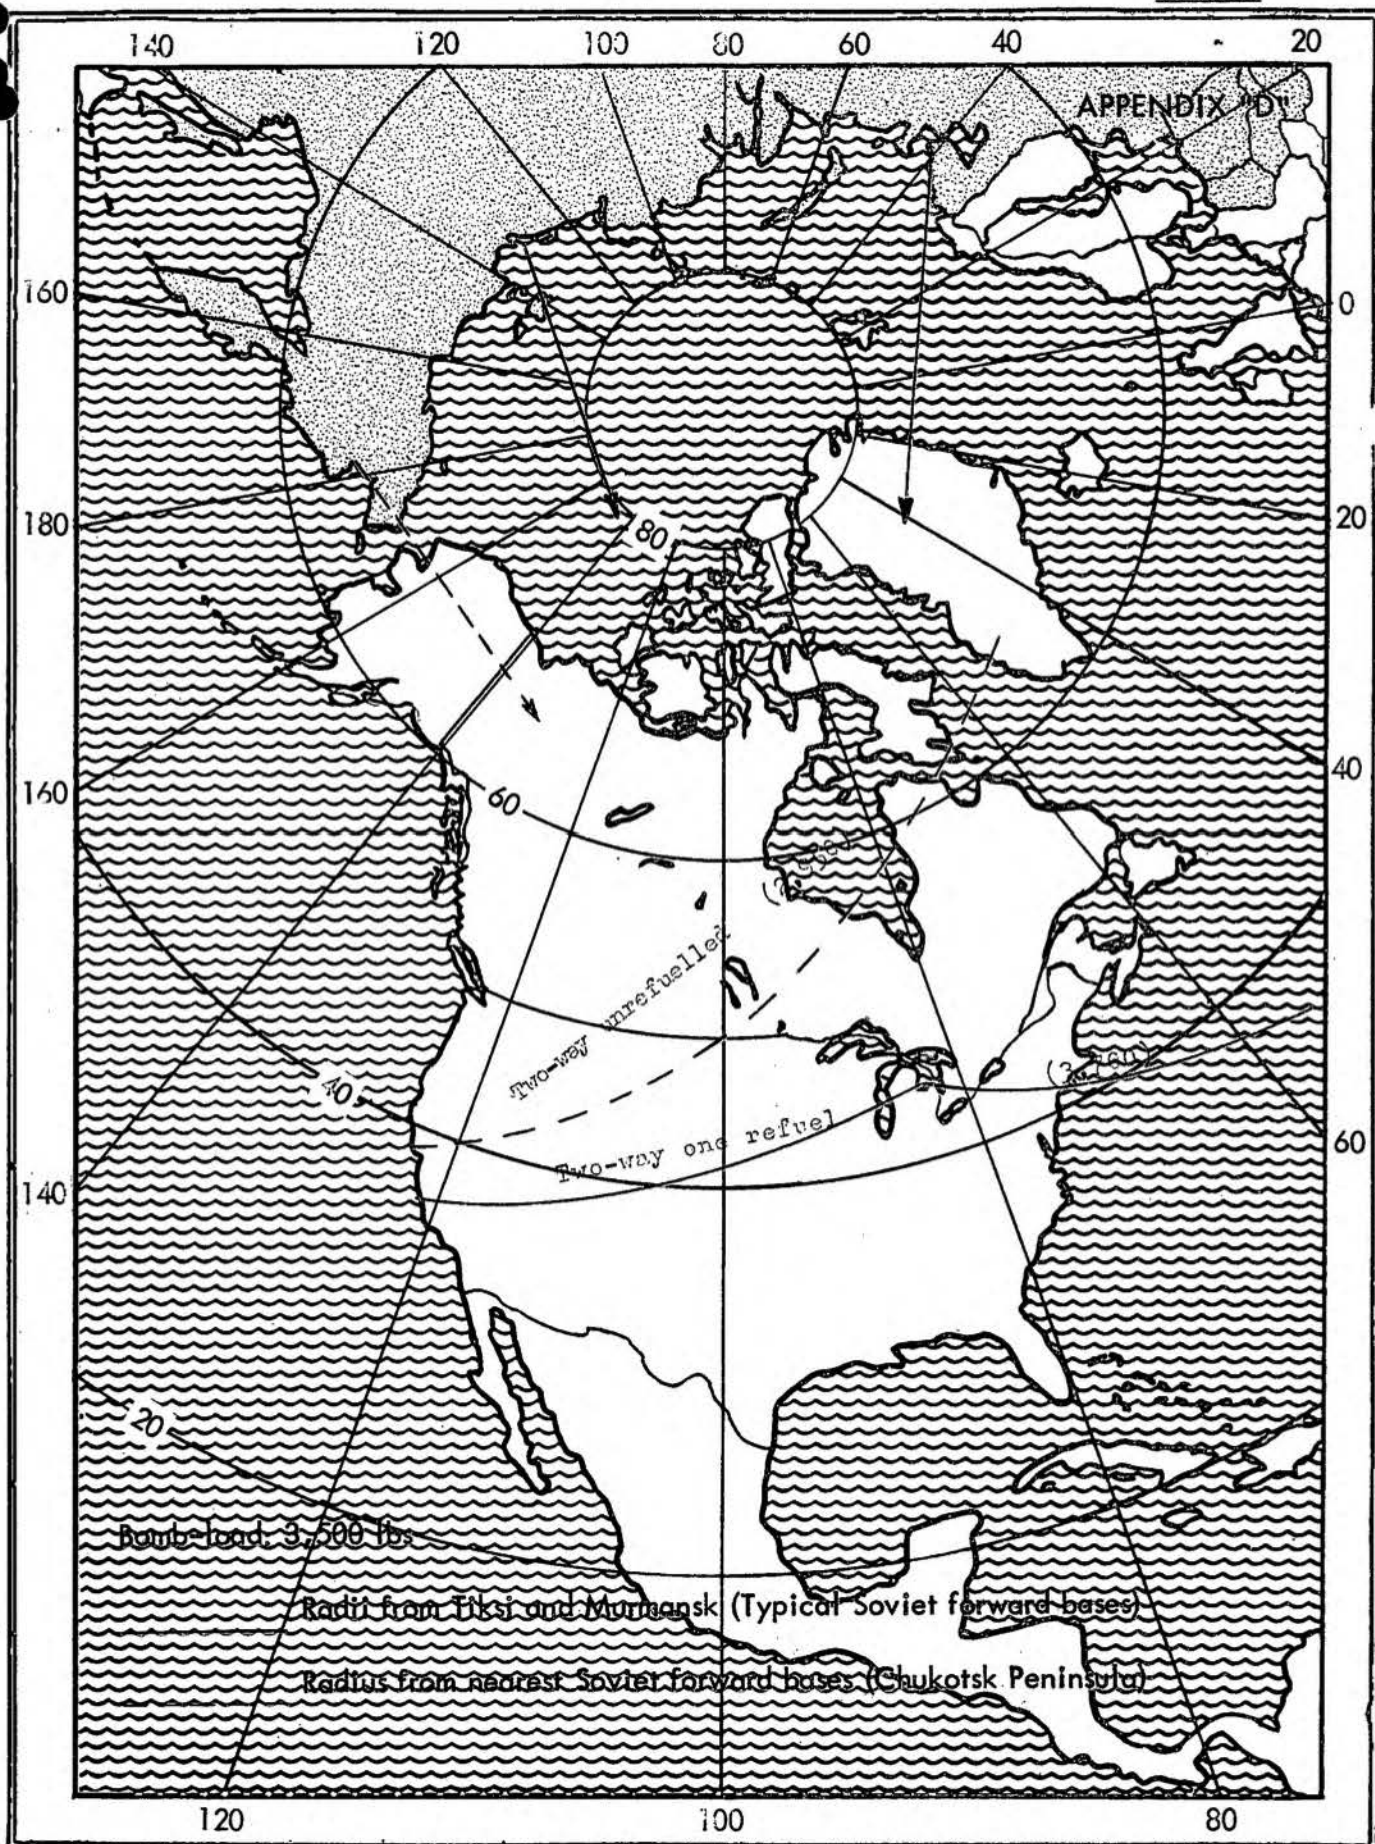 140 120 100 80 60 40 20
APPENDIX "D"
160
0
180
80
20
160
60
40
Two-way unrefuelled
40
(3,760)
60
Two-way one refuel
140
20
Bomb-load: 3,500 lbs
Radii from Tiksi and Murmansk (Typical Soviet forward bases)
Radius from nearest Soviet forward bases (Chukotsk Peninsula)
120 100 80